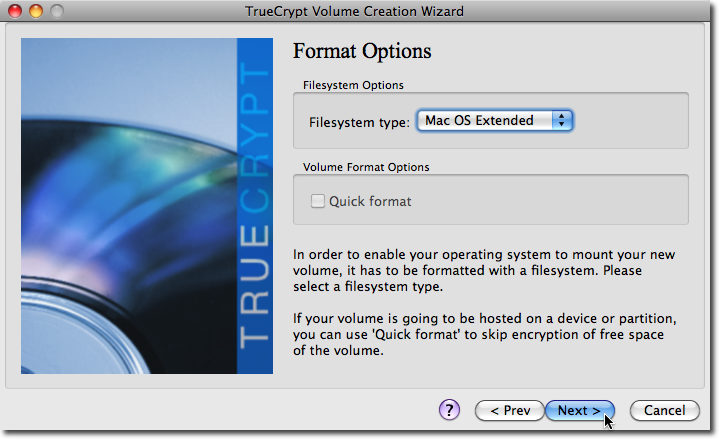 TrueCrypt Volume Creation Wizard
TRUECRYPT
Format Options
Filesystem Options
Filesystem type: Mac OS Extended
Volume Format Options
Quick format
In order to enable your operating system to mount your new
volume, it has to be formatted with a filesystem. Please
select a filesystem type.
If your volume is going to be hosted on a device or partition,
you can use 'Quick format' to skip encryption of free space
of the volume.
? < Prev Next > Cancel